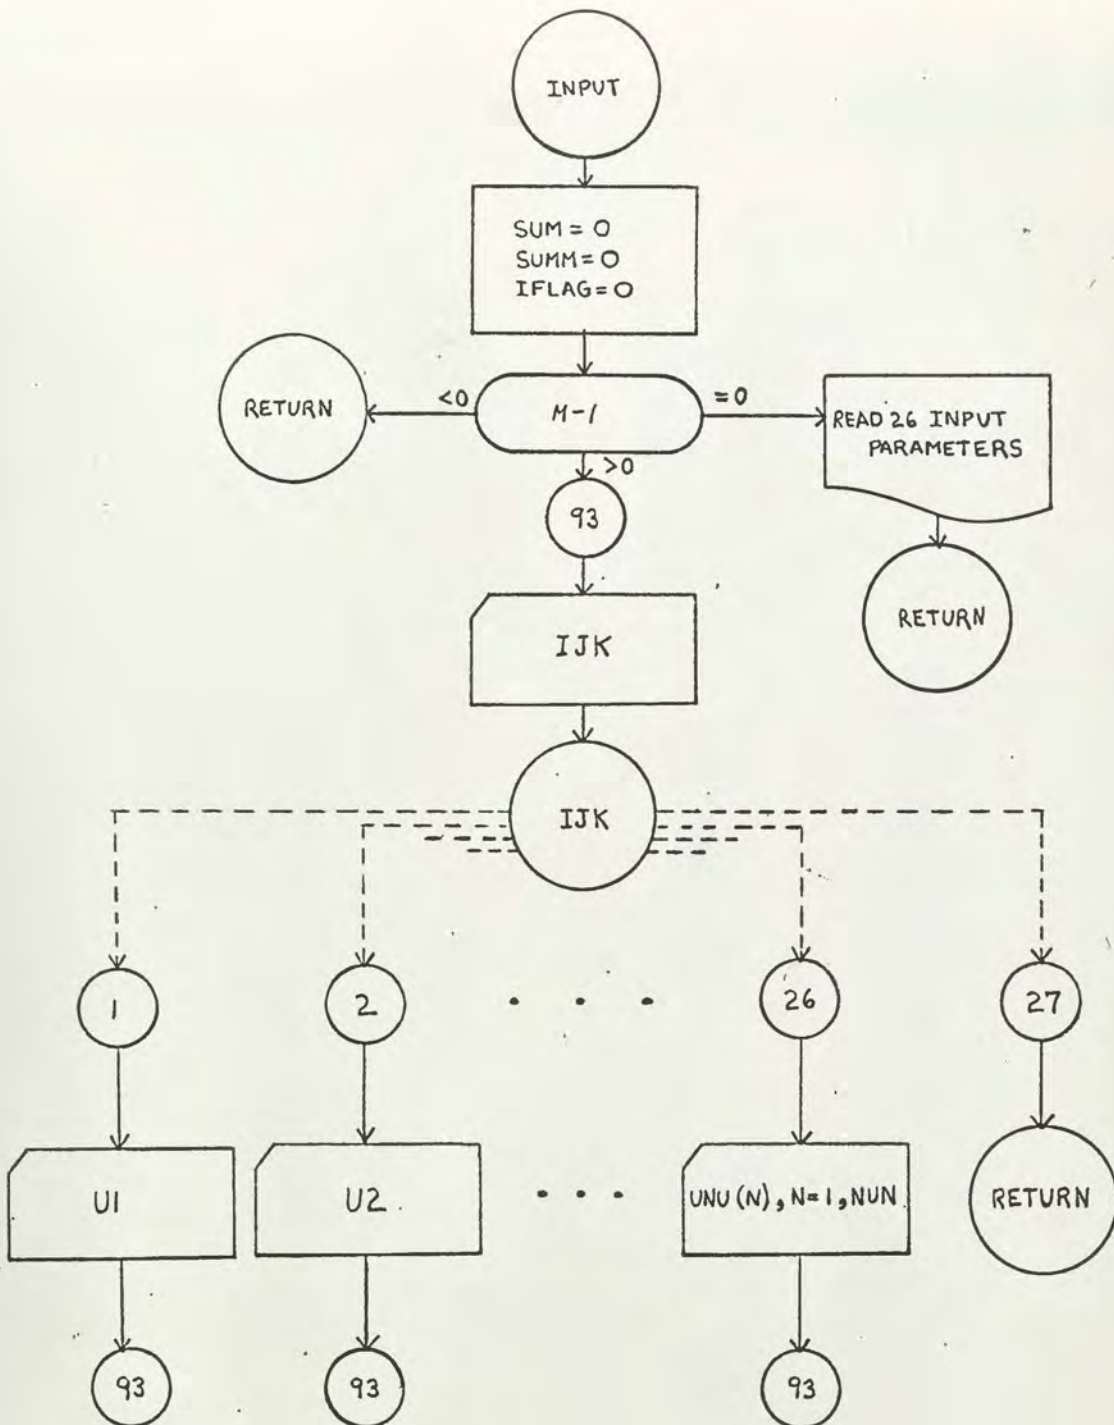 INPUT
SUM = 0
SUMM = 0
IFLAG = 0
<0
M-1
=0
RETURN
READ 26 INPUT
PARAMETERS
>0
93
RETURN
IJK
IJK
1
2
. . .
26
27
U1
U2
. . .
UNU (N), N=1, NUN
RETURN
93
93
93